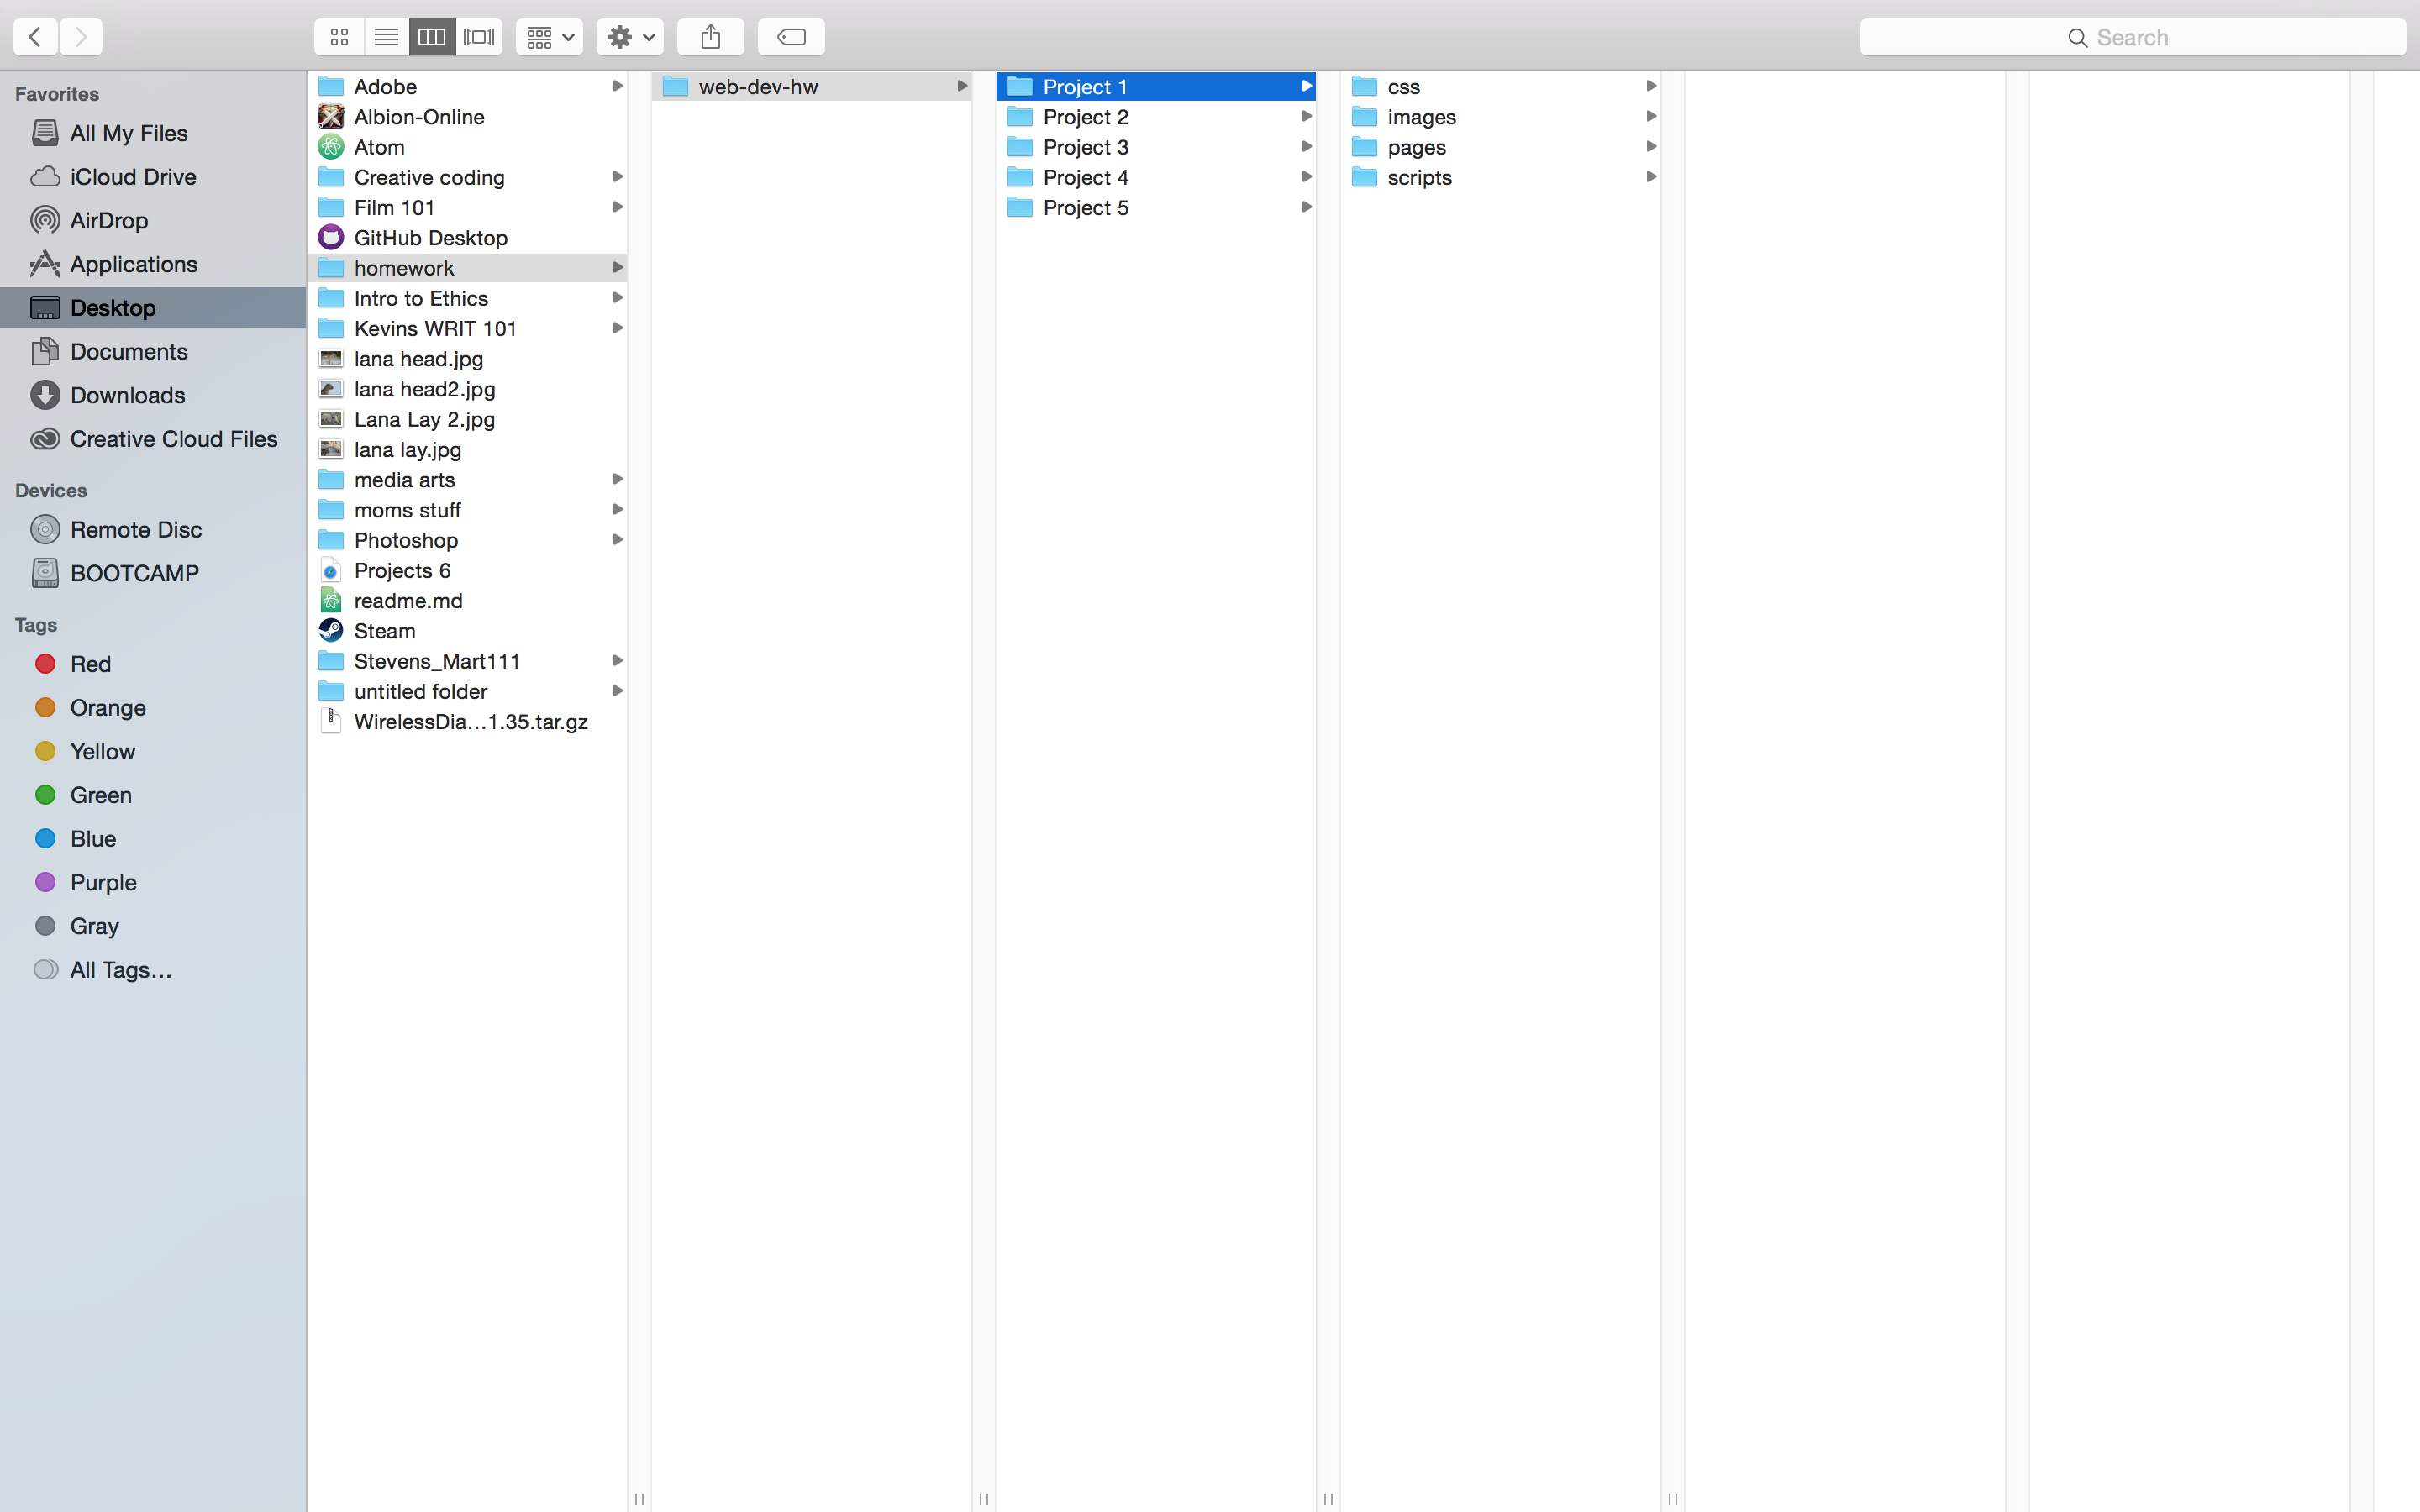 Search
Favorites
All My Files
iCloud Drive
AirDrop
Applications
Desktop
Documents
Downloads
Creative Cloud Files
Devices
Remote Disc
BOOTCAMP
Tags
Red
Orange
Yellow
Green
Blue
Purple
Gray
All Tags…
Adobe
Albion-Online
Atom
Creative coding
Film 101
GitHub Desktop
homework
Intro to Ethics
Kevins WRIT 101
lana head.jpg
lana head2.jpg
Lana Lay 2.jpg
lana lay.jpg
media arts
moms stuff
Photoshop
Projects 6
readme.md
Steam
Stevens_Mart111
untitled folder
WirelessDia…1.35.tar.gz
web-dev-hw
Project 1
Project 2
Project 3
Project 4
Project 5
css
images
pages
scripts